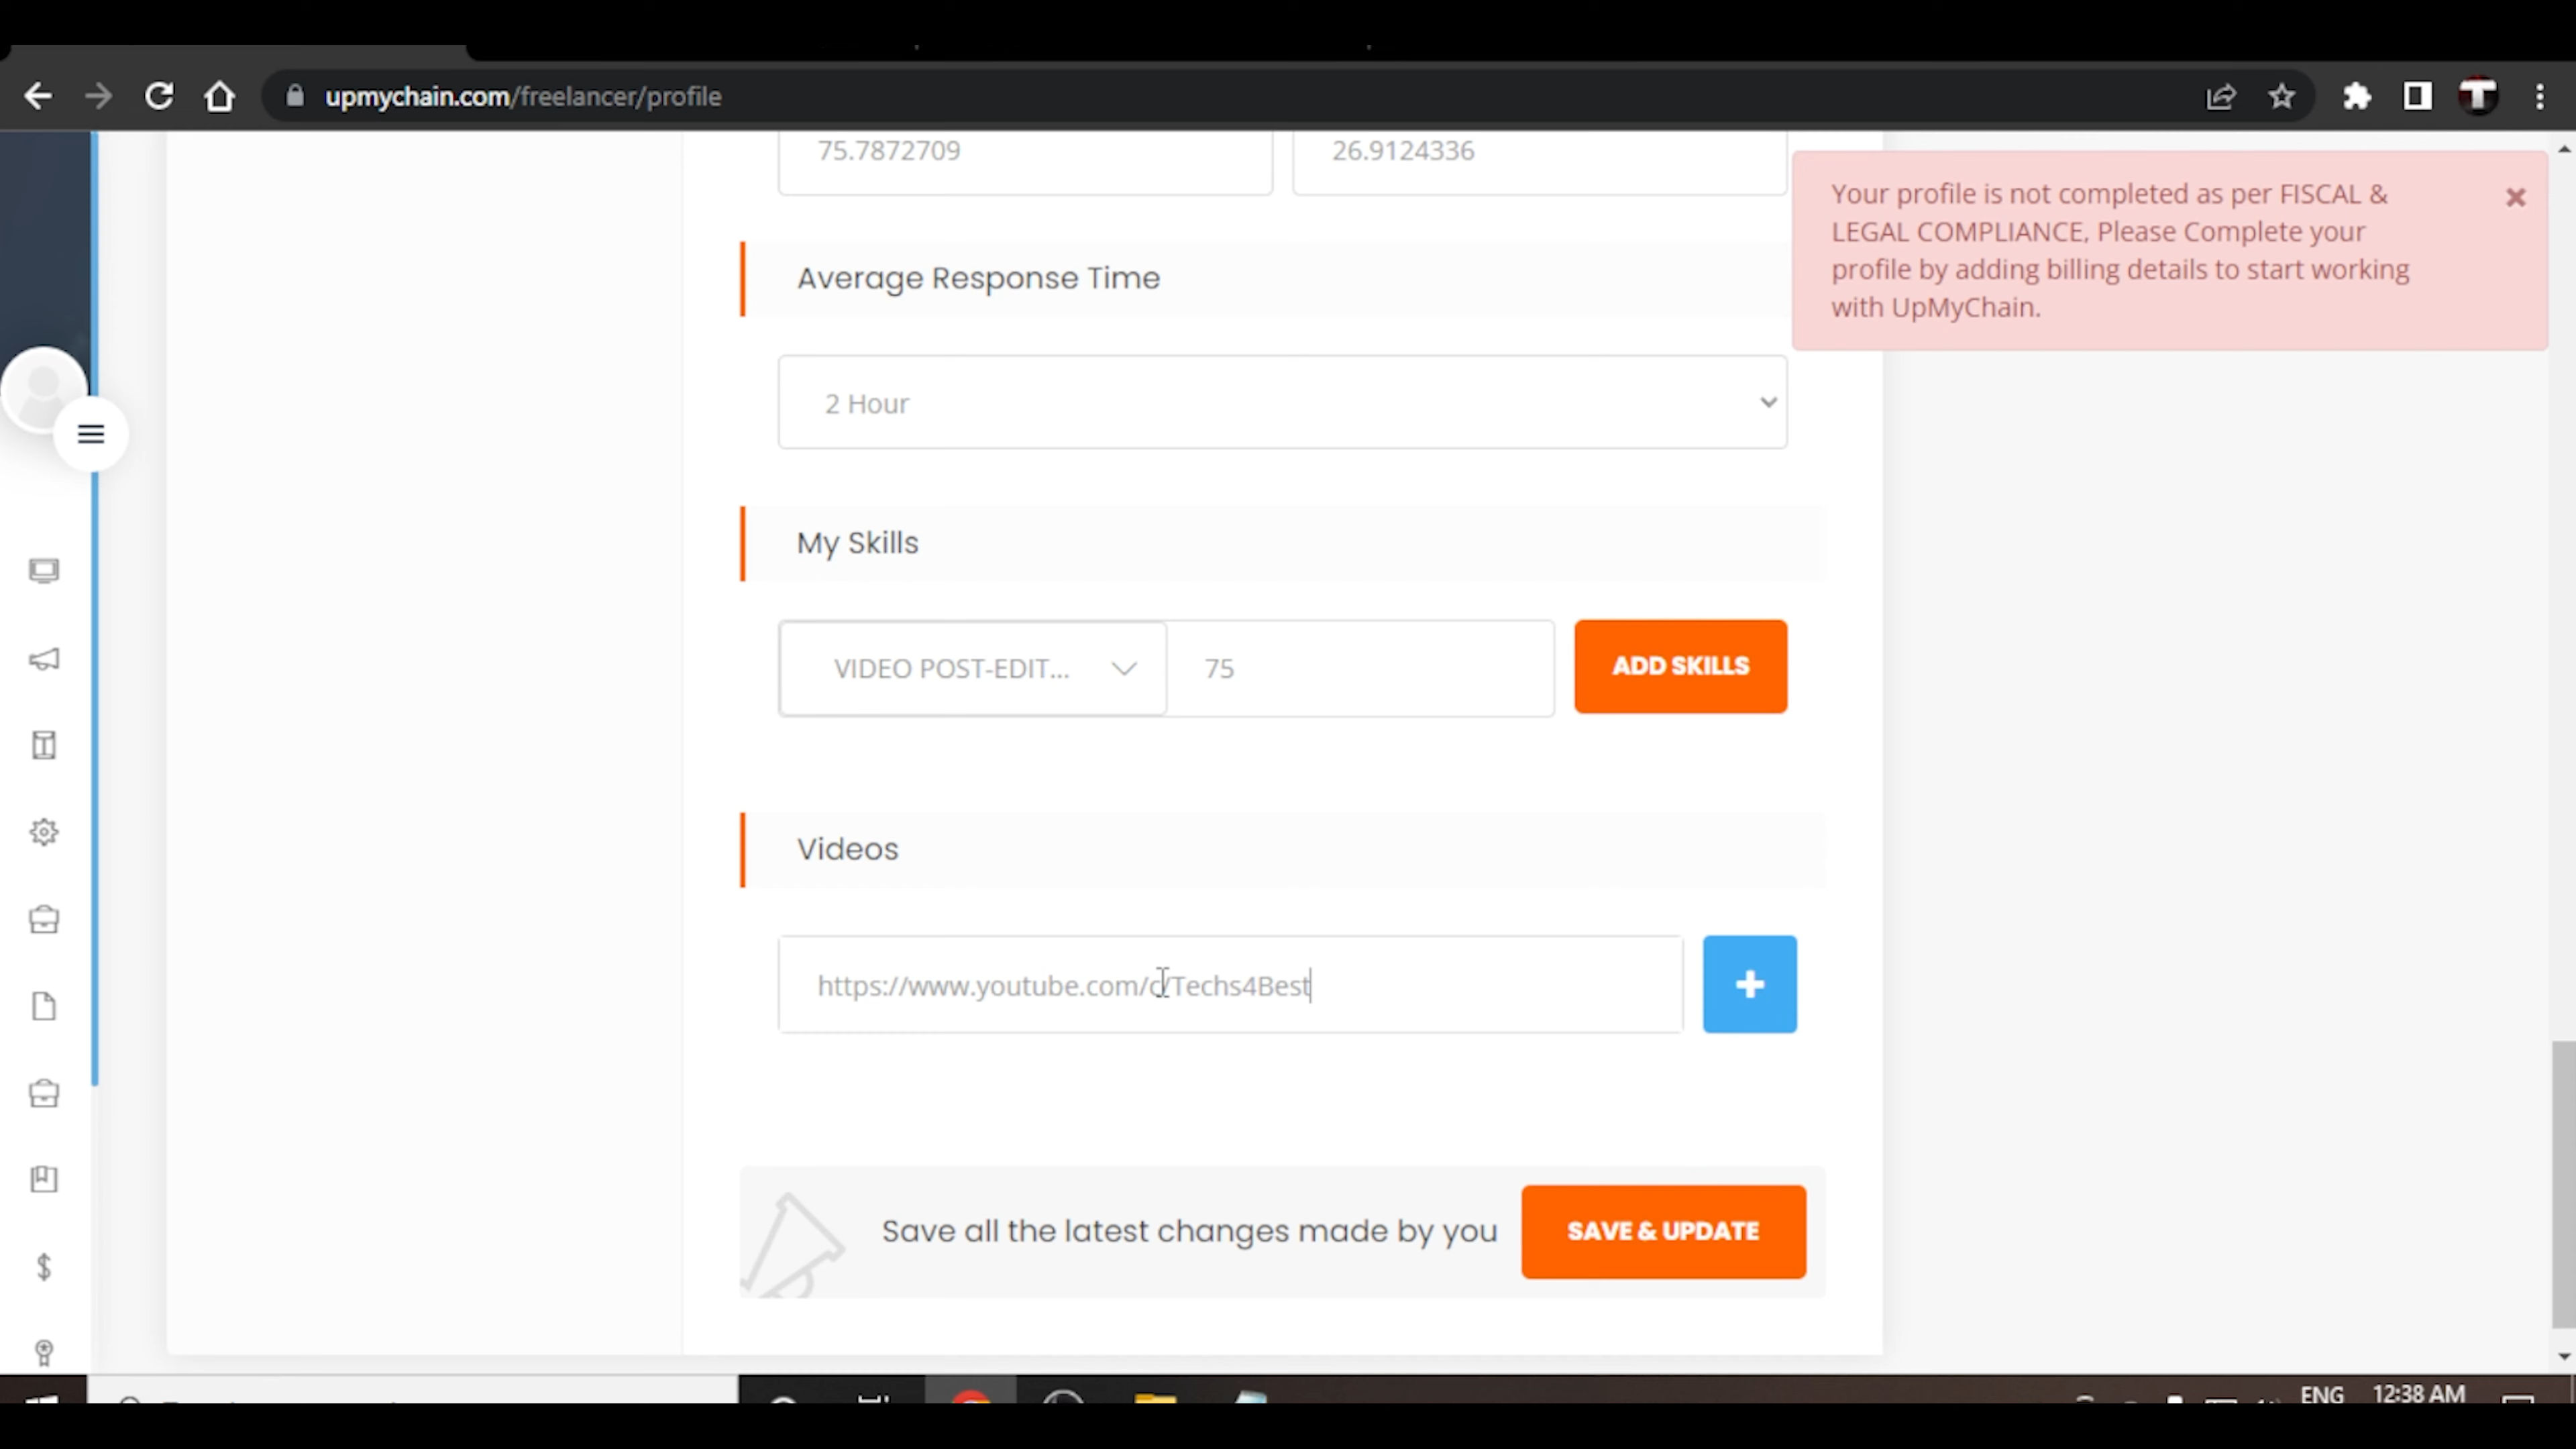 upmychain.com/freelancer/profile
75.7872709
26.9124336
Your profile is not completed as per FISCAL &
LEGAL COMPLIANCE, Please Complete your
profile by adding billing details to start working
with UpMyChain.
Average Response Time
2 Hour
My Skills
VIDEO POST-EDIT...
75
ADD SKILLS
Videos
https://www.youtube.com/c/Techs4Best
Save all the latest changes made by you
SAVE & UPDATE
ENG
12:38 AM